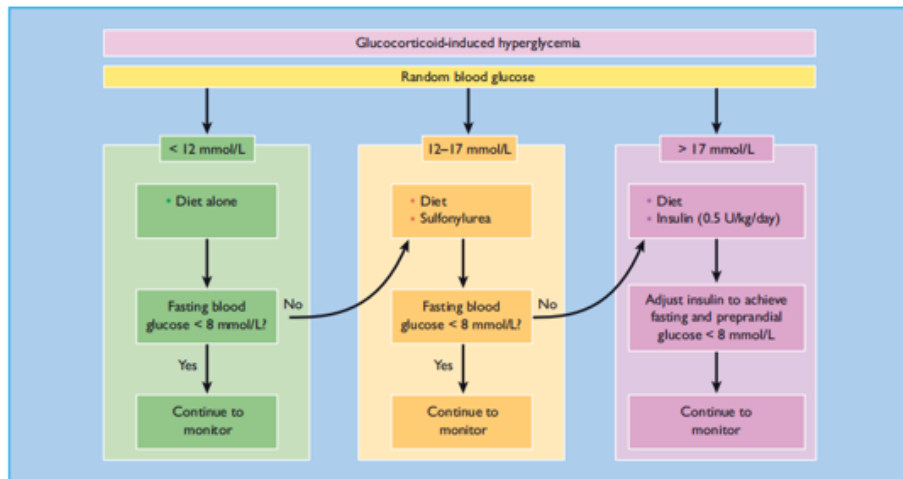 Glucocorticoid-induced hyperglycemia
Random blood glucose
< 12 mmol/L
12–17 mmol/L
> 17 mmol/L
• Diet alone
• Diet
• Sulfonylurea
• Diet
• Insulin (0.5 U/kg/day)
Fasting blood
glucose < 8 mmol/L?
No
Fasting blood
glucose < 8 mmol/L?
No
Adjust insulin to achieve
fasting and preprandial
glucose < 8 mmol/L
Yes
Yes
Continue to
monitor
Continue to
monitor
Continue to
monitor